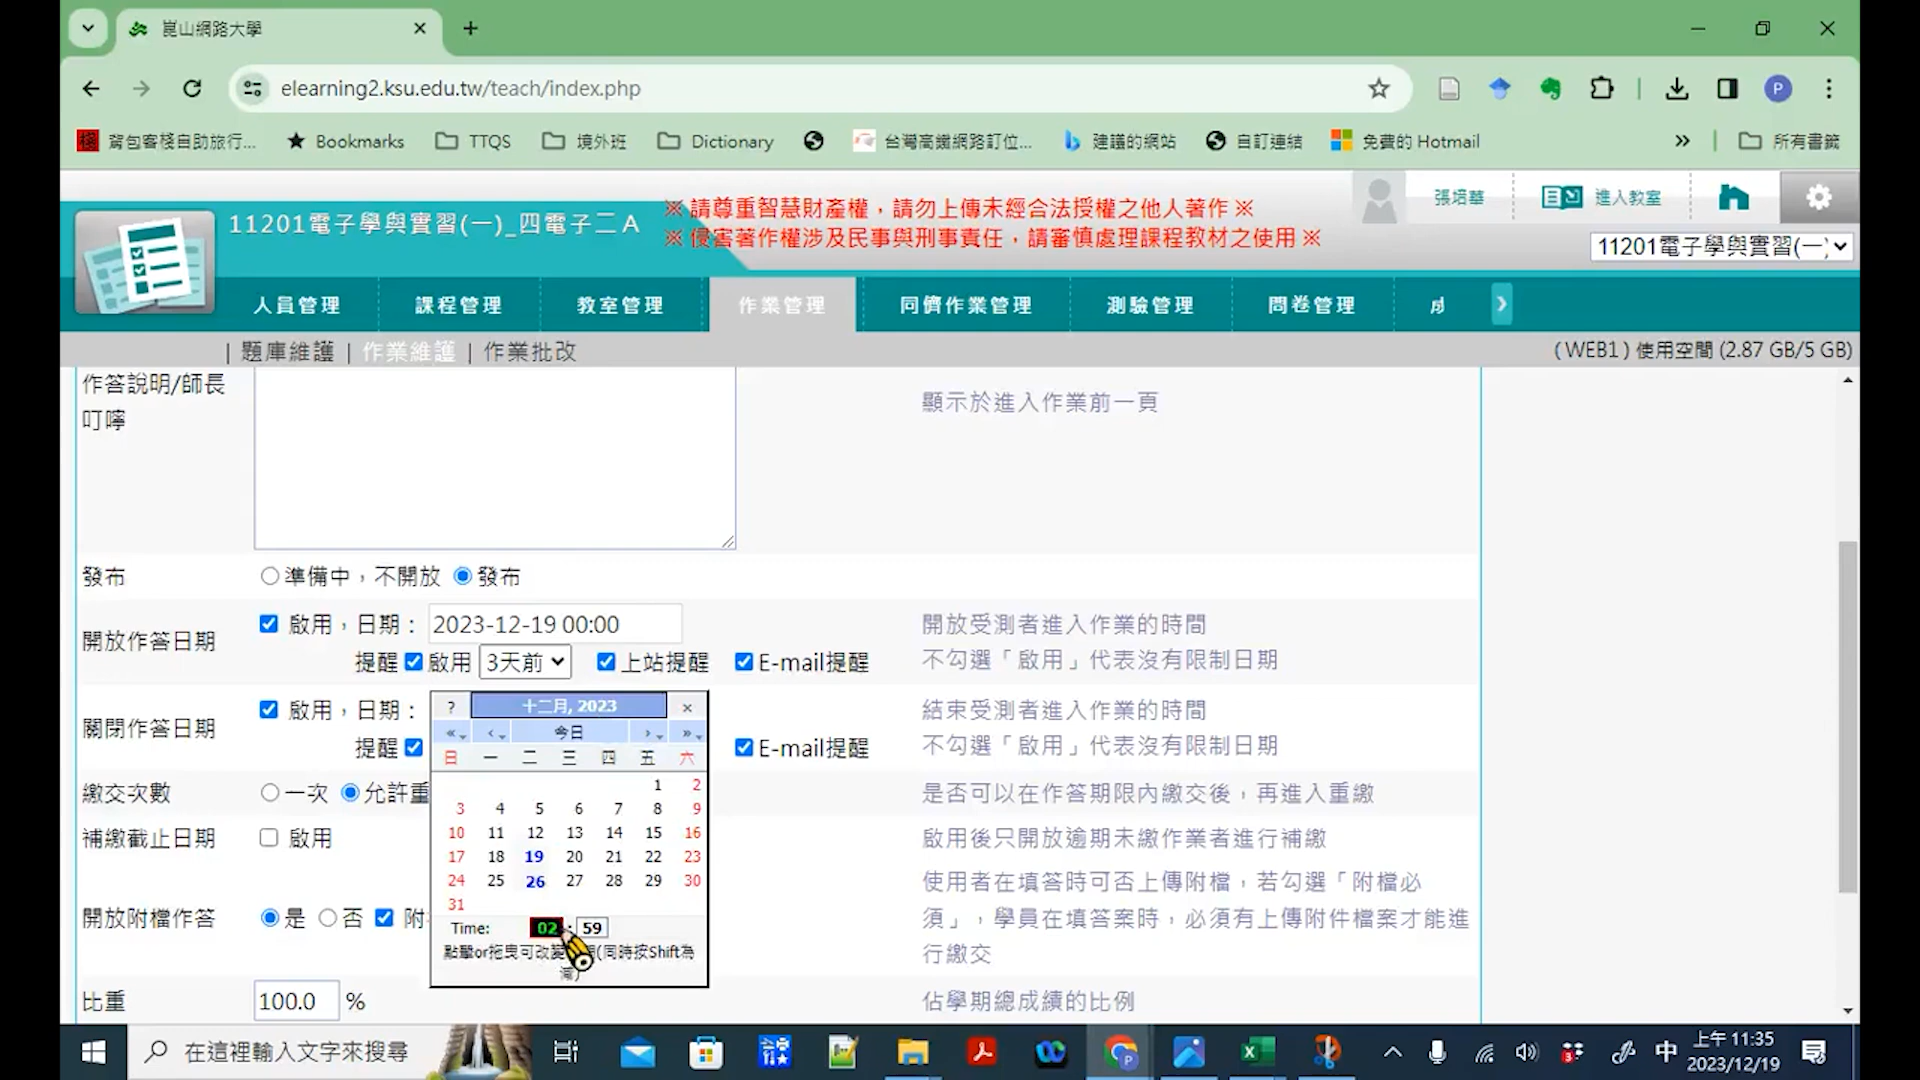 崑山網路大學
elearning2.ksu.edu.tw/teach/index.php
P
背包客棧自助旅行... Bookmarks TTQS 境外班 Dictionary 台灣高鐵網路訂位... 建議的網站 自訂連結 免費的 Hotmail » 所有書籤
※ 請尊重智慧財產權，請勿上傳未經合法授權之他人著作 ※
※ 侵害著作權涉及民事與刑事責任，請審慎處理課程教材之使用 ※
張培華 進入教室
11201電子學與實習(一)_四電子二A
11201電子學與實習(一)
人員管理 課程管理 教室管理 作業管理 同儕作業管理 測驗管理 問卷管理
| 題庫維護 | 作業維護 | 作業批改
(WEB1) 使用空間 (2.87 GB/5 GB)
作答說明/師長
叮嚀
顯示於進入作業前一頁
發布 準備中，不開放 發布
開放作答日期 啟用，日期： 2023-12-19 00:00
提醒 啟用 3天前 上站提醒 E-mail提醒
開放受測者進入作業的時間
不勾選「啟用」代表沒有限制日期
關閉作答日期 啟用，日期：
提醒 E-mail提醒
結束受測者進入作業的時間
不勾選「啟用」代表沒有限制日期
? 十二月, 2023 ×
« ‹ 今日 › »
日 一 二 三 四 五 六
1 2
3 4 5 6 7 8 9
10 11 12 13 14 15 16
17 18 19 20 21 22 23
24 25 26 27 28 29 30
31
Time: 02 : 59
點擊or拖曳可改變 (同時按Shift為
減)
繳交次數 一次 允許重
是否可以在作答期限內繳交後，再進入重繳
補繳截止日期 啟用
啟用後只開放逾期未繳作業者進行補繳
開放附檔作答 是 否 附
使用者在填答時可否上傳附檔，若勾選「附檔必
須」，學員在填答案時，必須有上傳附件檔案才能進
行繳交
比重 100.0 %
佔學期總成績的比例
在這裡輸入文字來搜尋
中
上午 11:35
2023/12/19